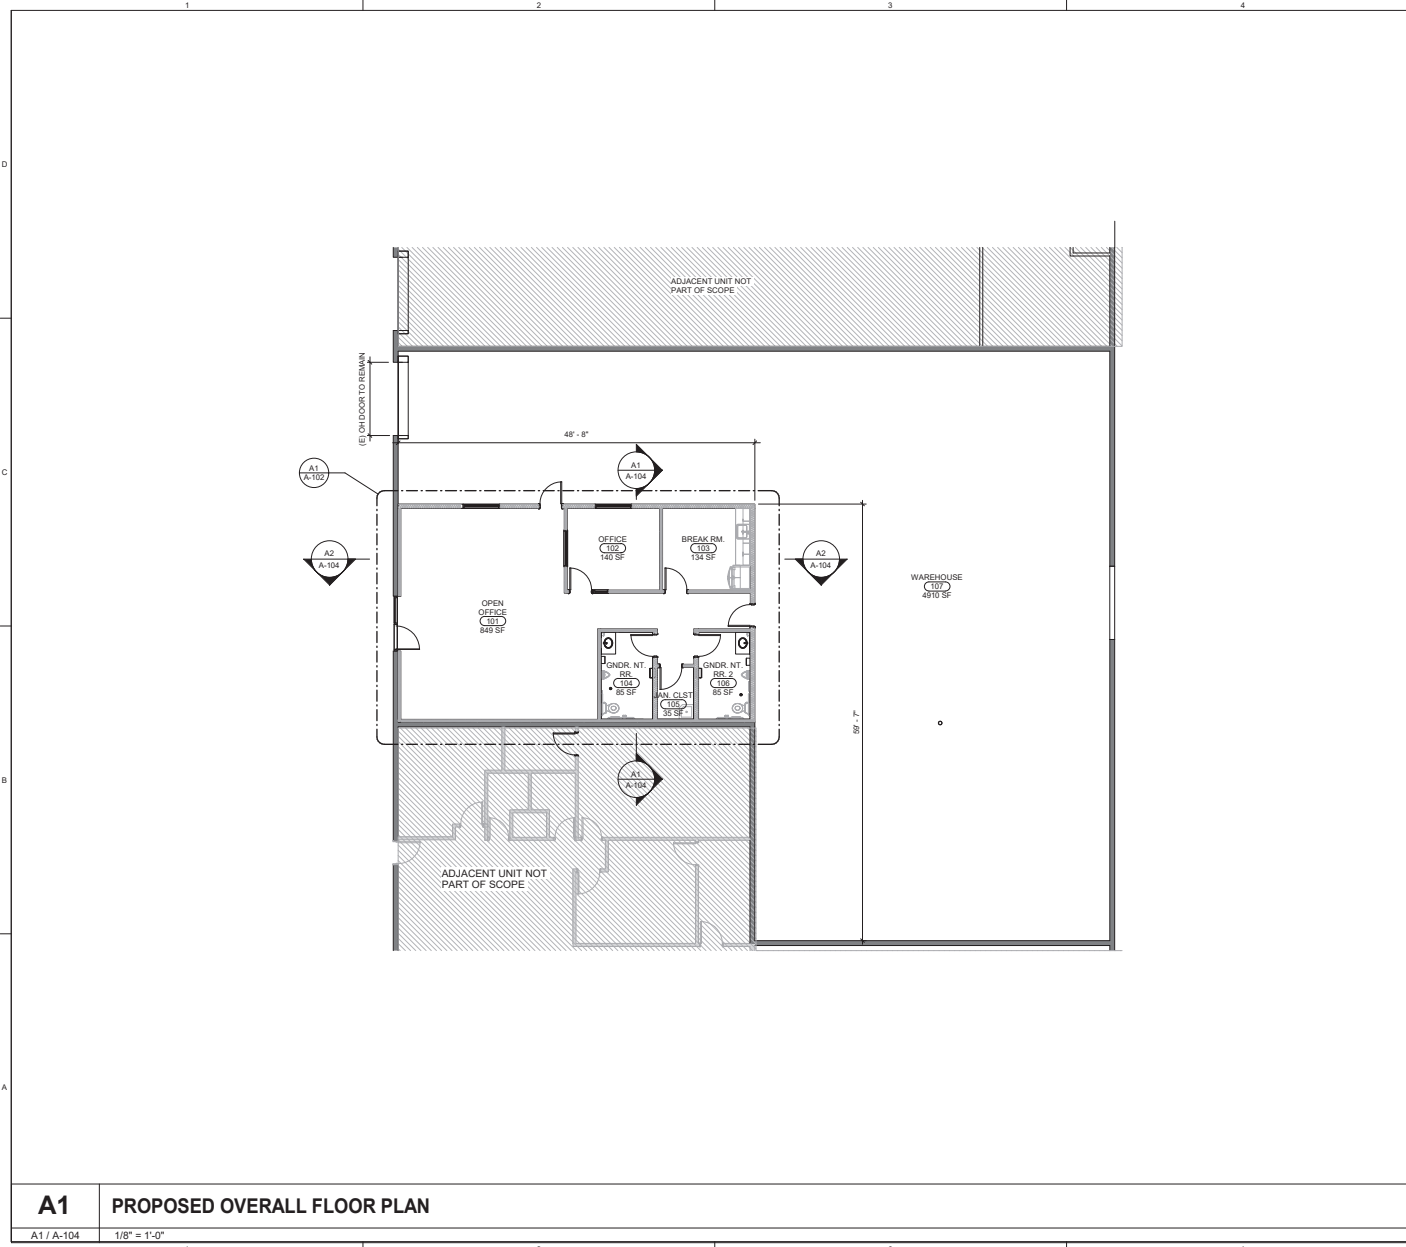 1
2
3
4
D
ADJACENT UNIT NOT
PART OF SCOPE
(E) OH DOOR TO REMAIN
48' - 8"
C
A1
A-102
A1
A-104
A2
A-104
A2
A-104
OFFICE
102
140 SF
BREAK RM.
103
134 SF
WAREHOUSE
107
4910 SF
OPEN
OFFICE
101
849 SF
GNDR. NT.
RR.
104
85 SF
JAN. CLST
105
35 SF
GNDR. NT.
RR. 2
106
85 SF
59' - 7"
B
A1
A-104
ADJACENT UNIT NOT
PART OF SCOPE
A
A1
PROPOSED OVERALL FLOOR PLAN
A1 / A-104
1/8" = 1'-0"